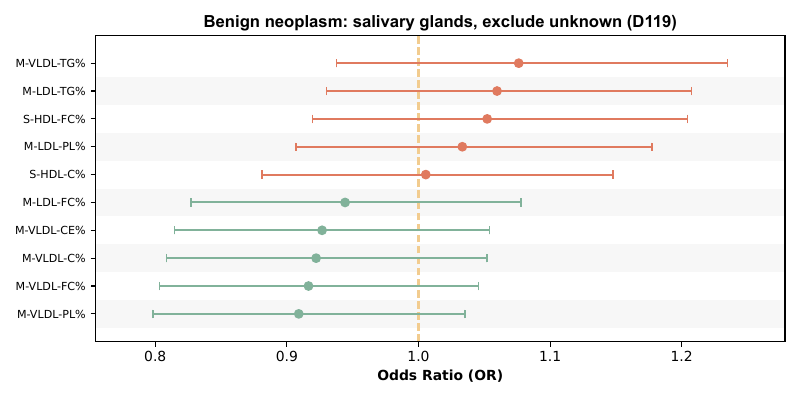 Benign neoplasm: salivary glands, exclude unknown (D119)
M-VLDL-TG%
M-LDL-TG%
S-HDL-FC%
M-LDL-PL%
S-HDL-C%
M-LDL-FC%
M-VLDL-CE%
M-VLDL-C%
M-VLDL-FC%
M-VLDL-PL%
0.8 0.9 1.0 1.1 1.2
Odds Ratio (OR)